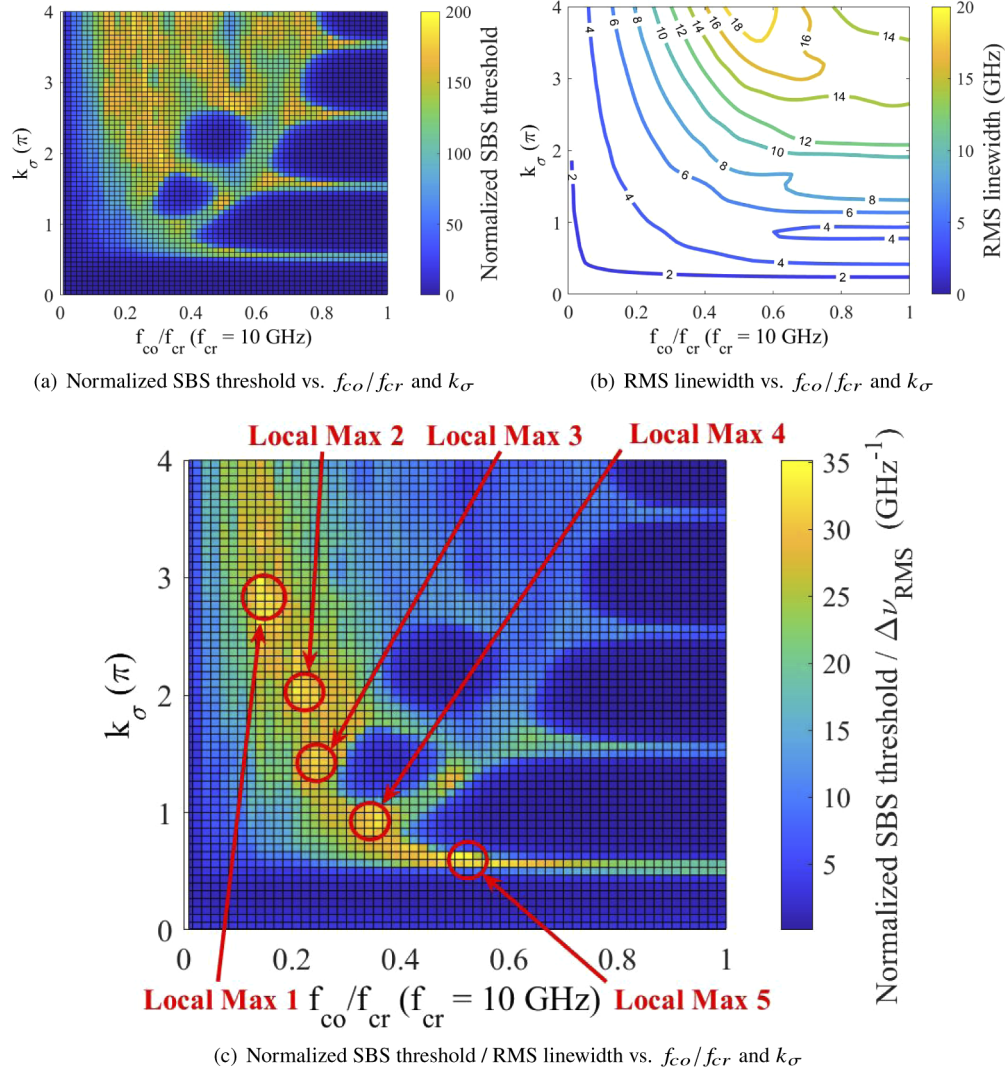 4
3
2
1
0
k_σ (π)
0 0.2 0.4 0.6 0.8 1
f_co/f_cr (f_cr = 10 GHz)
200
150
100
50
0
Normalized SBS threshold
(a) Normalized SBS threshold vs. f_co/f_cr and k_σ
4
3
2
1
0
k_σ (π)
4 6 8 10 12 14 16 18 16 14
14
12
10
8
8
6
4
4
2
2
4
6
8
4
2
0 0.2 0.4 0.6 0.8 1
f_co/f_cr (f_cr = 10 GHz)
20
15
10
5
0
RMS linewidth (GHz)
(b) RMS linewidth vs. f_co/f_cr and k_σ
Local Max 2
Local Max 3
Local Max 4
4
3
2
1
0
k_σ (π)
0 0.2 0.4 0.6 0.8 1
Local Max 1
f_co/f_cr (f_cr = 10 GHz)
Local Max 5
35
30
25
20
15
10
5
Normalized SBS threshold / Δν_RMS (GHz⁻¹)
(c) Normalized SBS threshold / RMS linewidth vs. f_co/f_cr and k_σ